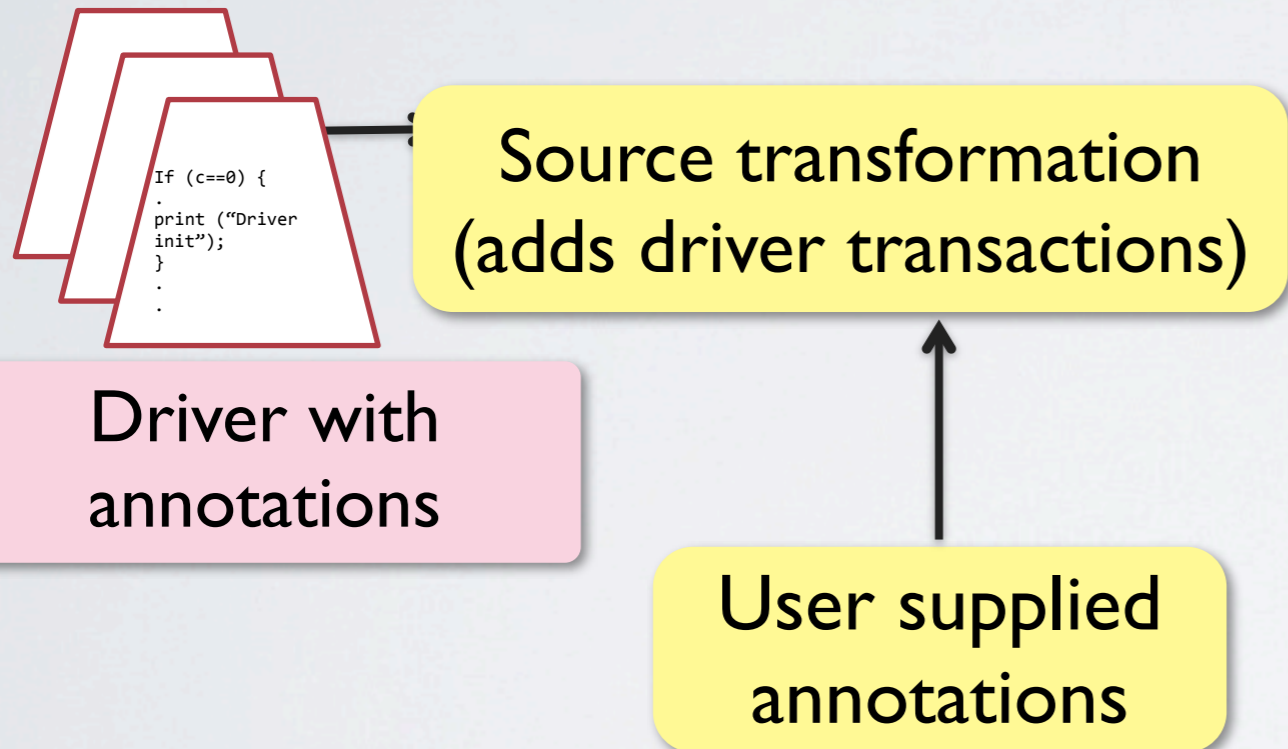 If (c==0) {
.
print (“Driver
init”);
}
.
.
Source transformation
(adds driver transactions)
Driver with
annotations
User supplied
annotations